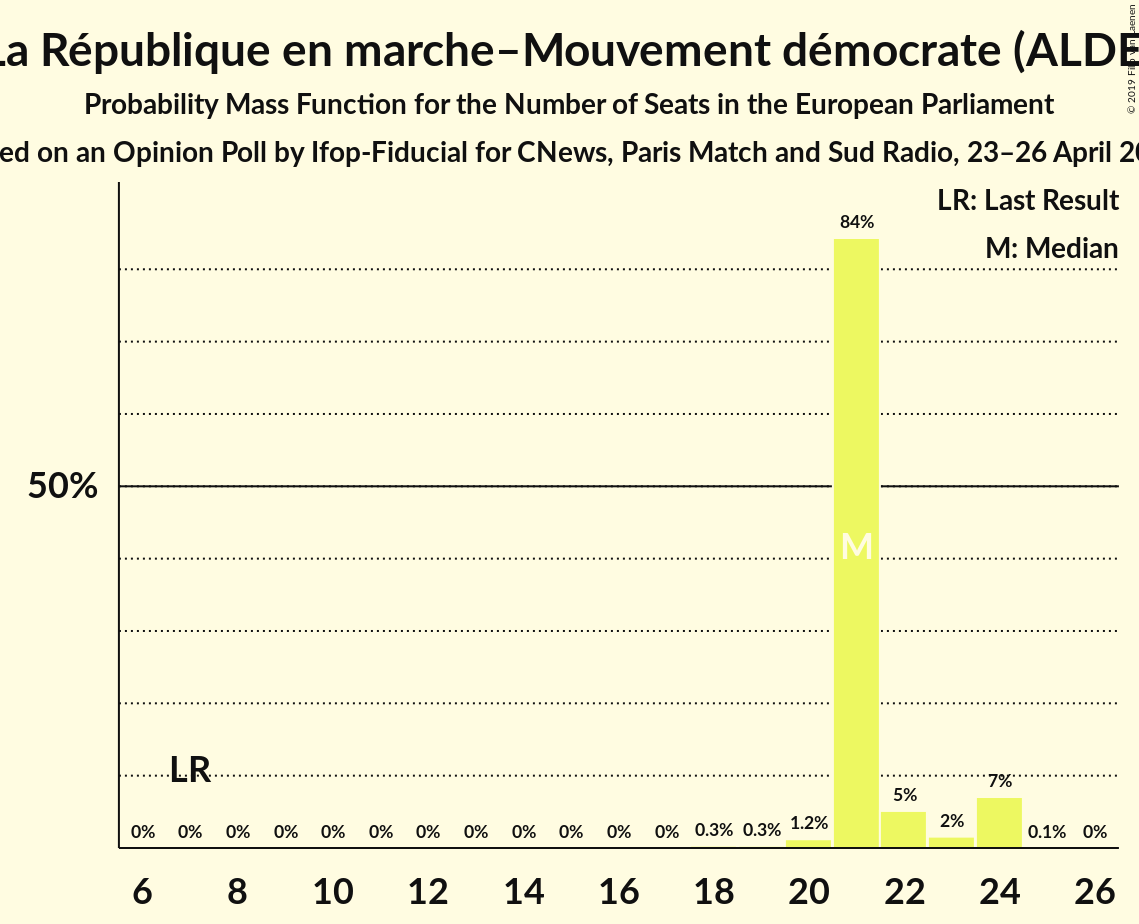 La République en marche–Mouvement démocrate (ALDE
Probability Mass Function for the Number of Seats in the European Parliament
on an Opinion Poll by Ifop-Fiducial for CNews, Paris Match and Sud Radio, 23–26 April
© 2019
LR: Last Result
M: Median
84%
50%
M
LR
7%
5%
2%
1.2%
0% 0% 0% 0% 0% 0% 0% 0% 0% 0% 0% 0% 0.3% 0.3% 0.1% 0%
6 8 10 12 14 16 18 20 22 24 26